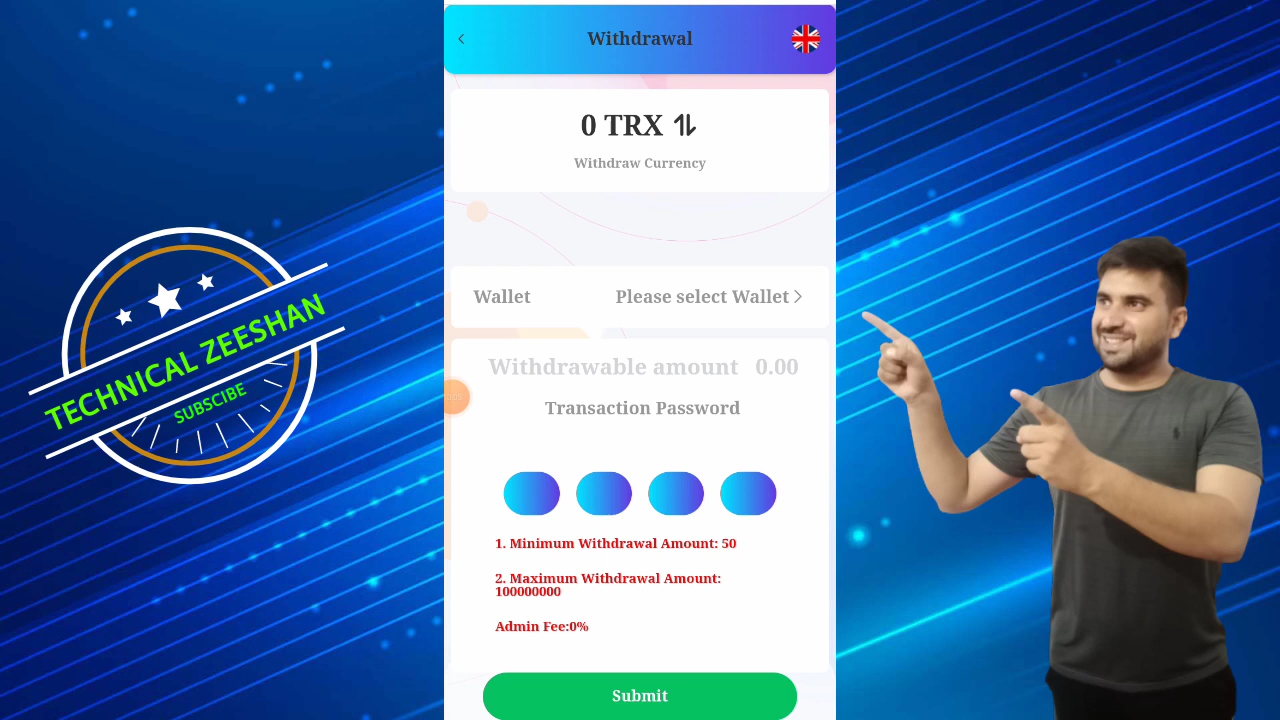 Withdrawal
0 TRX
Withdraw Currency
Wallet
Please select Wallet
Withdrawable amount 0.00
Transaction Password
1. Minimum Withdrawal Amount: 50
2. Maximum Withdrawal Amount:
100000000
Admin Fee:0%
Submit
TECHNICAL ZEESHAN
SUBSCIBE